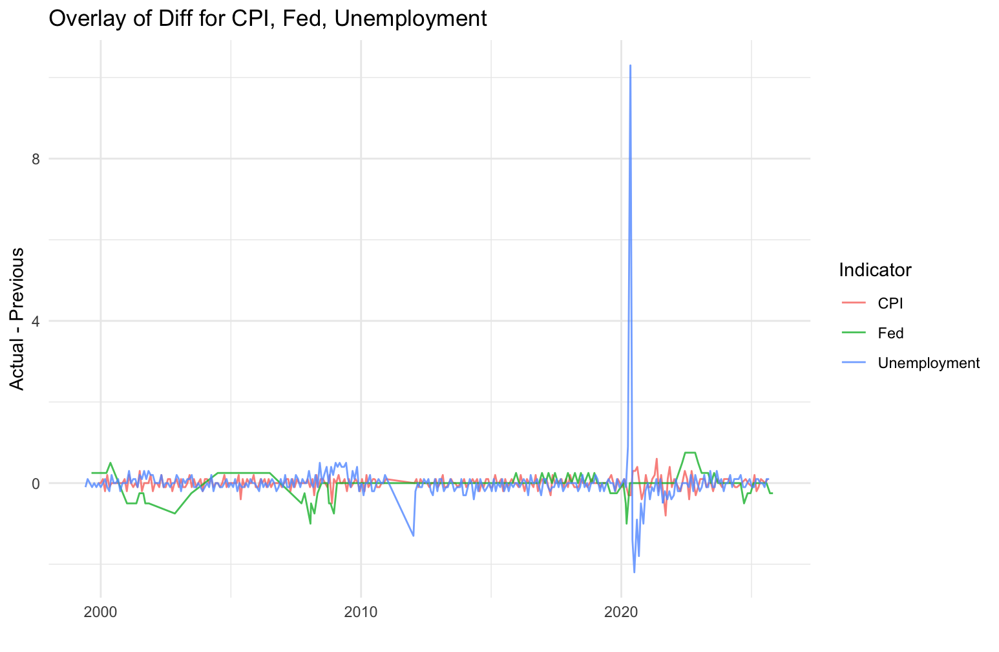 Overlay of Diff for CPI, Fed, Unemployment
Actual - Previous
8
4
0
2000
2010
2020
Indicator
CPI
Fed
Unemployment